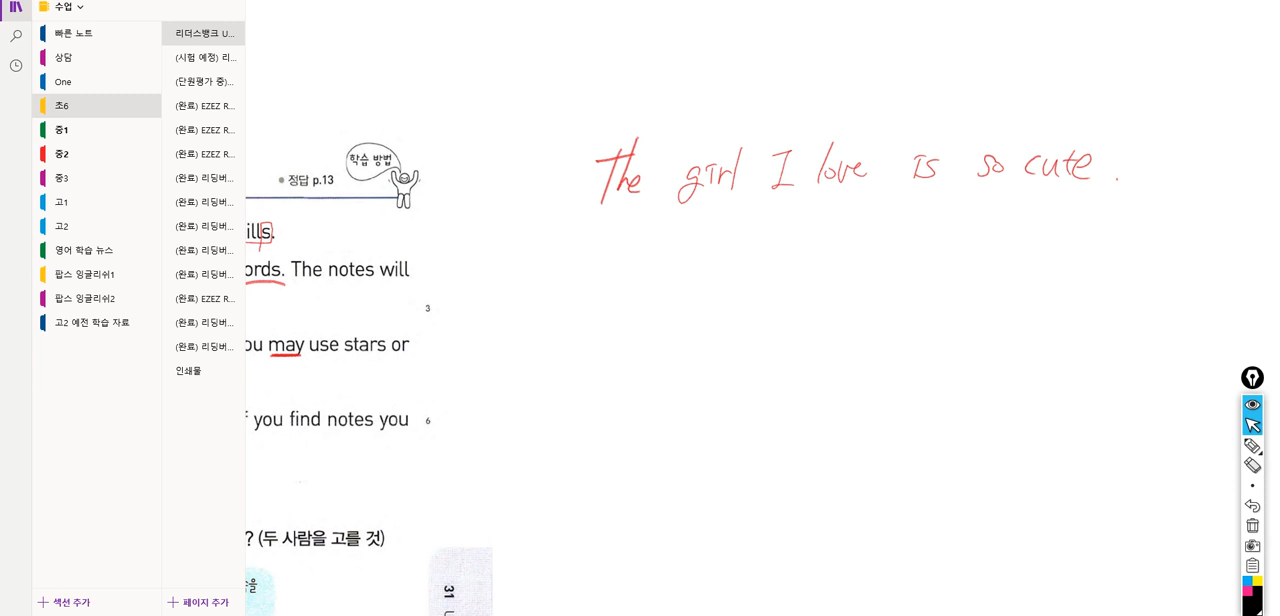 수업
빠른 노트
상담
One
초6
중1
중2
중3
고1
고2
영어 학습 뉴스
팝스 잉글리쉬1
팝스 잉글리쉬2
고2 예전 학습 자료
섹션 추가
리더스뱅크 U...
(시험 예정) 리...
(단원평가 중)...
(완료) EZEZ R...
(완료) EZEZ R...
(완료) EZEZ R...
(완료) 리딩버...
(완료) 리딩버...
(완료) 리딩버...
(완료) 리딩버...
(완료) 리딩버...
(완료) EZEZ R...
(완료) 리딩버...
(완료) 리딩버...
인쇄물
페이지 추가
학습 방법
정답 p.13
ills.
ords. The notes will
3
ou may use stars or
f you find notes you
6
? (두 사람을 고를 것)
31
The girl I love is so cute.